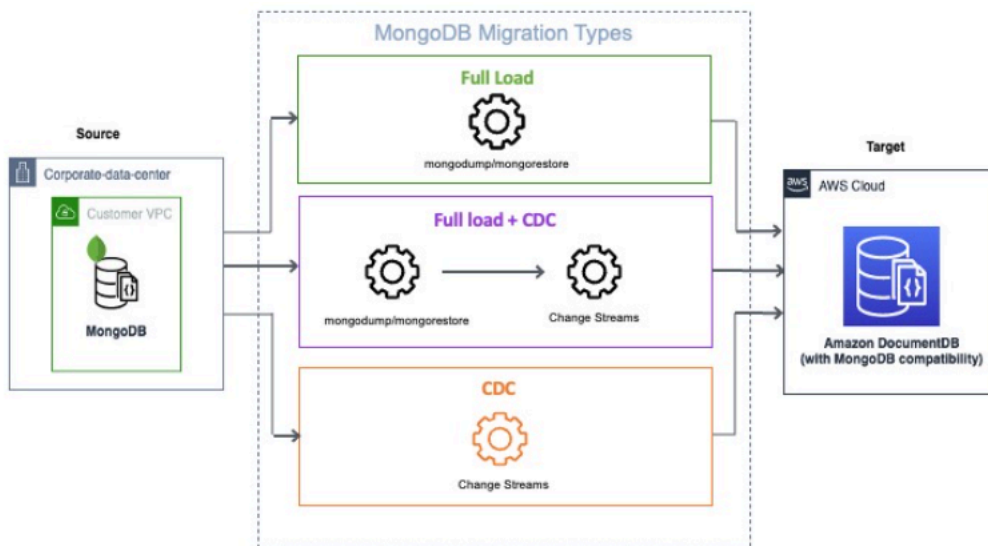 MongoDB Migration Types
Full Load
mongodump/mongorestore
Source
Corporate-data-center
Customer VPC
MongoDB
Full load + CDC
mongodump/mongorestore
Change Streams
CDC
Change Streams
Target
aws
AWS Cloud
{}
Amazon DocumentDB
(with MongoDB compatibility)